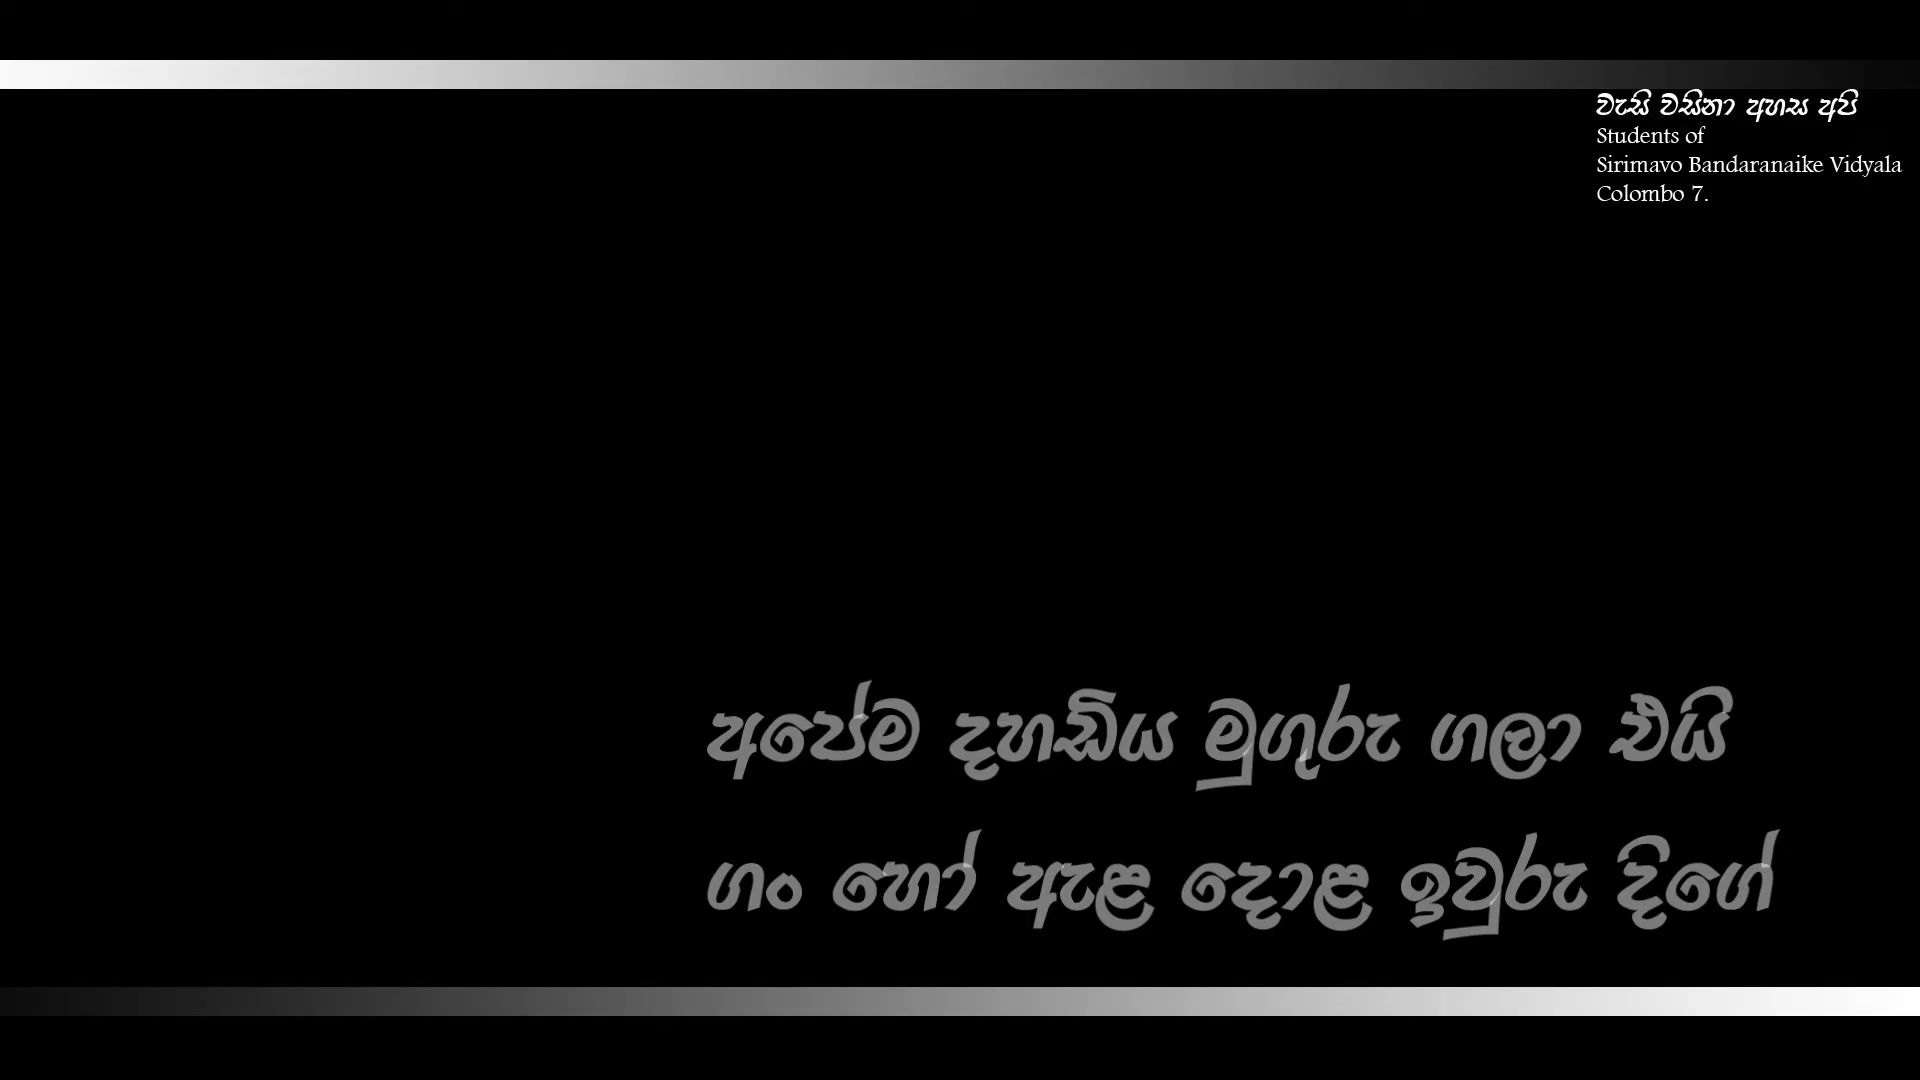 වැසි වසිනා අහස අපි
Students of
Sirimavo Bandaranaike Vidyala
Colombo 7.
අපේම දහඩිය මුගුරු ගලා එයි
ගං හෝ ඇළ දොළ ඉවුරු දිගේ